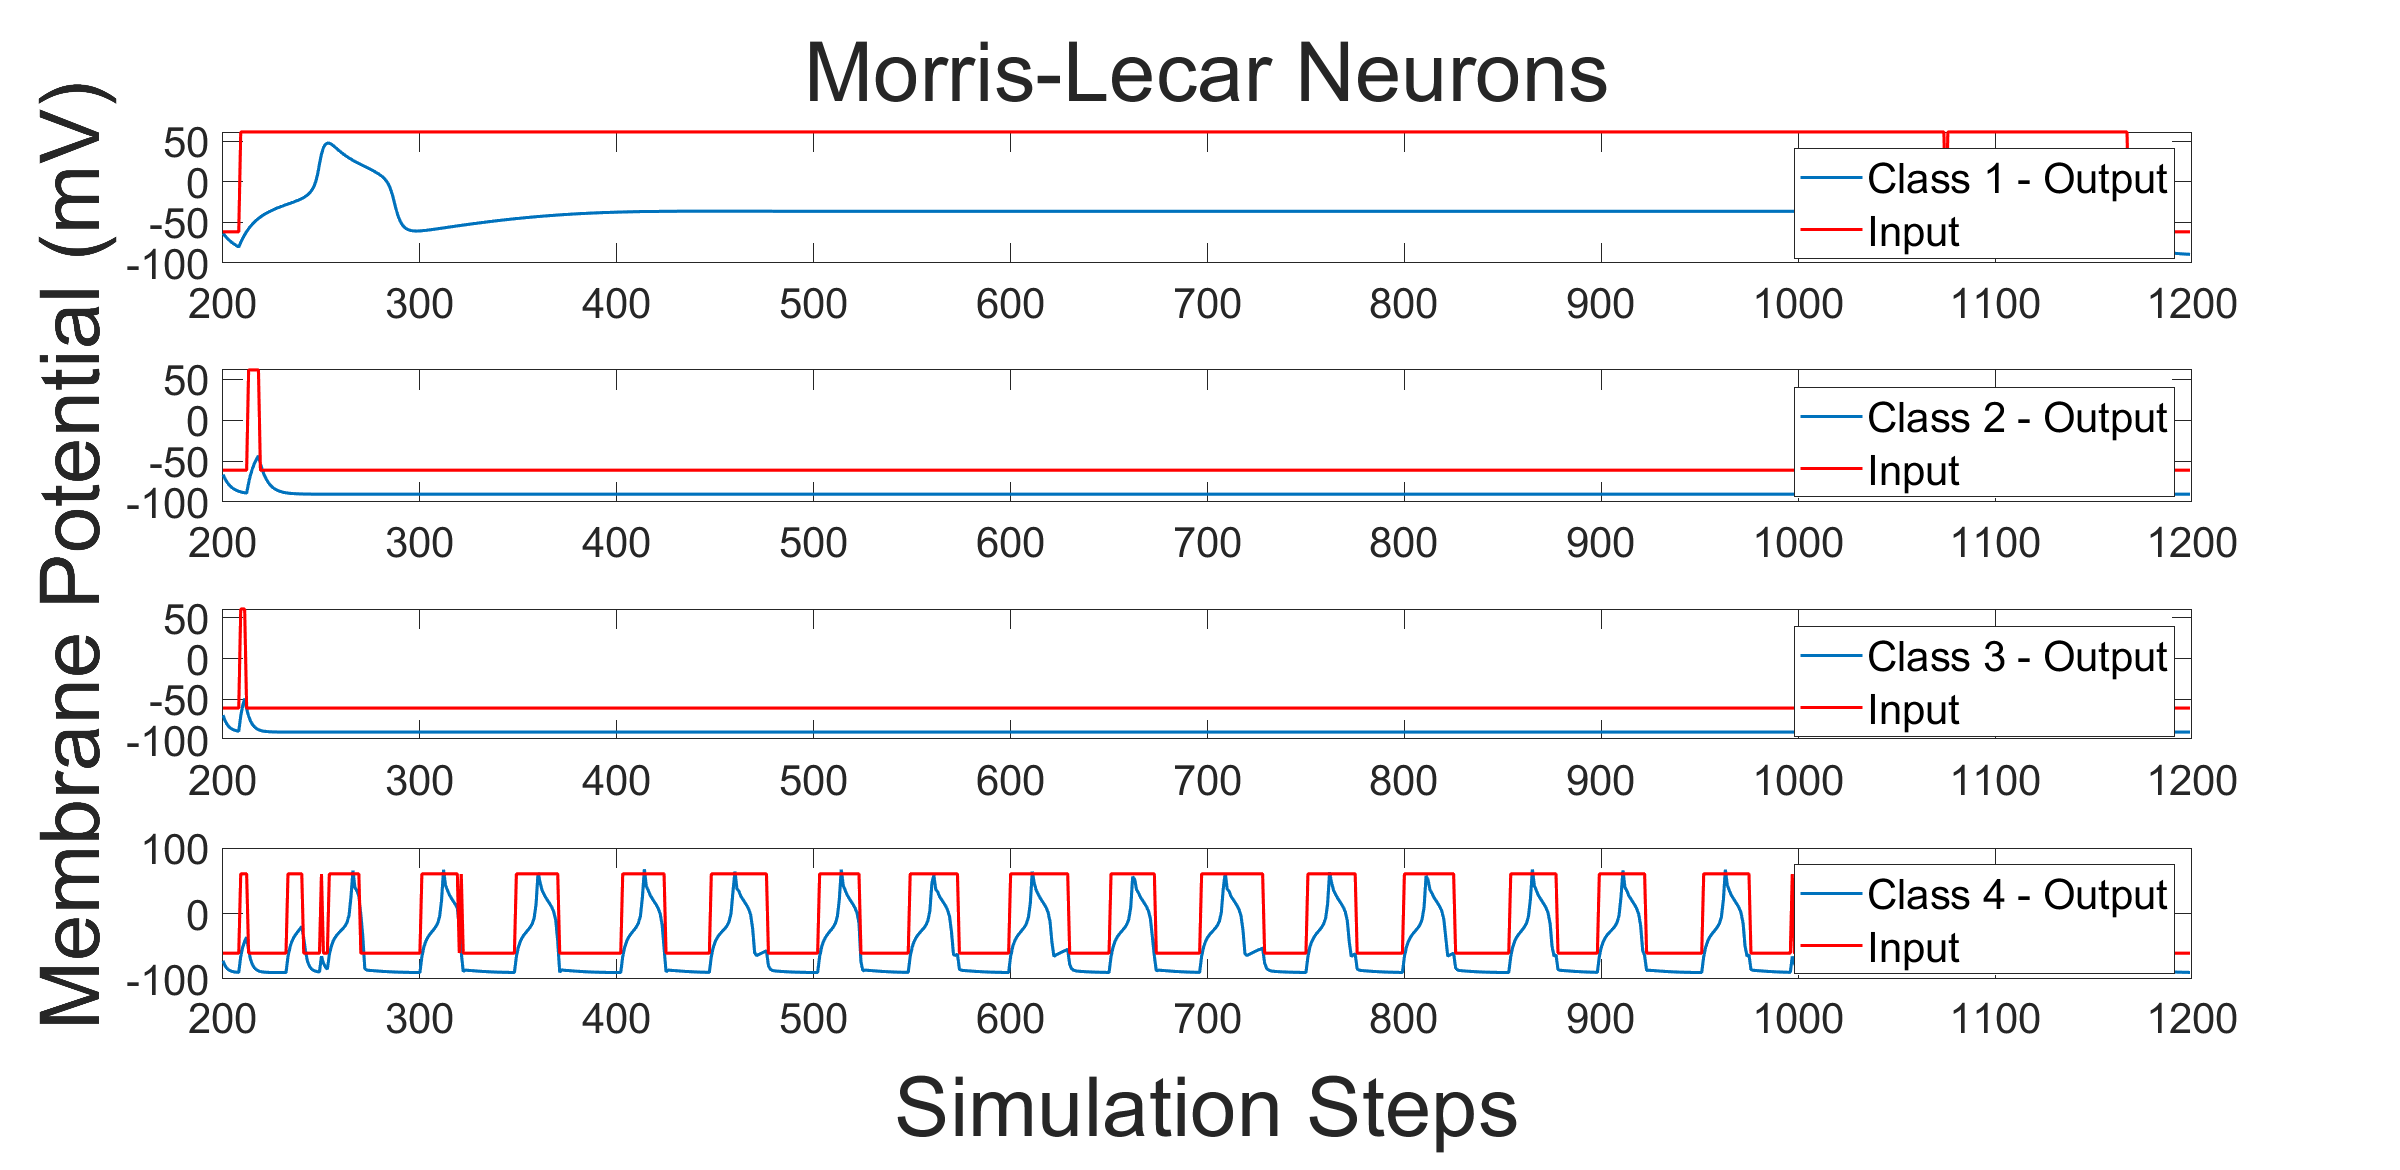 Morris-Lecar Neurons
Membrane Potential (mV)
50
0
-50
-100
200 300 400 500 600 700 800 900 1000 1100 1200
Class 1 - Output
Input
50
0
-50
-100
200 300 400 500 600 700 800 900 1000 1100 1200
Class 2 - Output
Input
50
0
-50
-100
200 300 400 500 600 700 800 900 1000 1100 1200
Class 3 - Output
Input
100
0
-100
200 300 400 500 600 700 800 900 1000 1100 1200
Class 4 - Output
Input
Simulation Steps